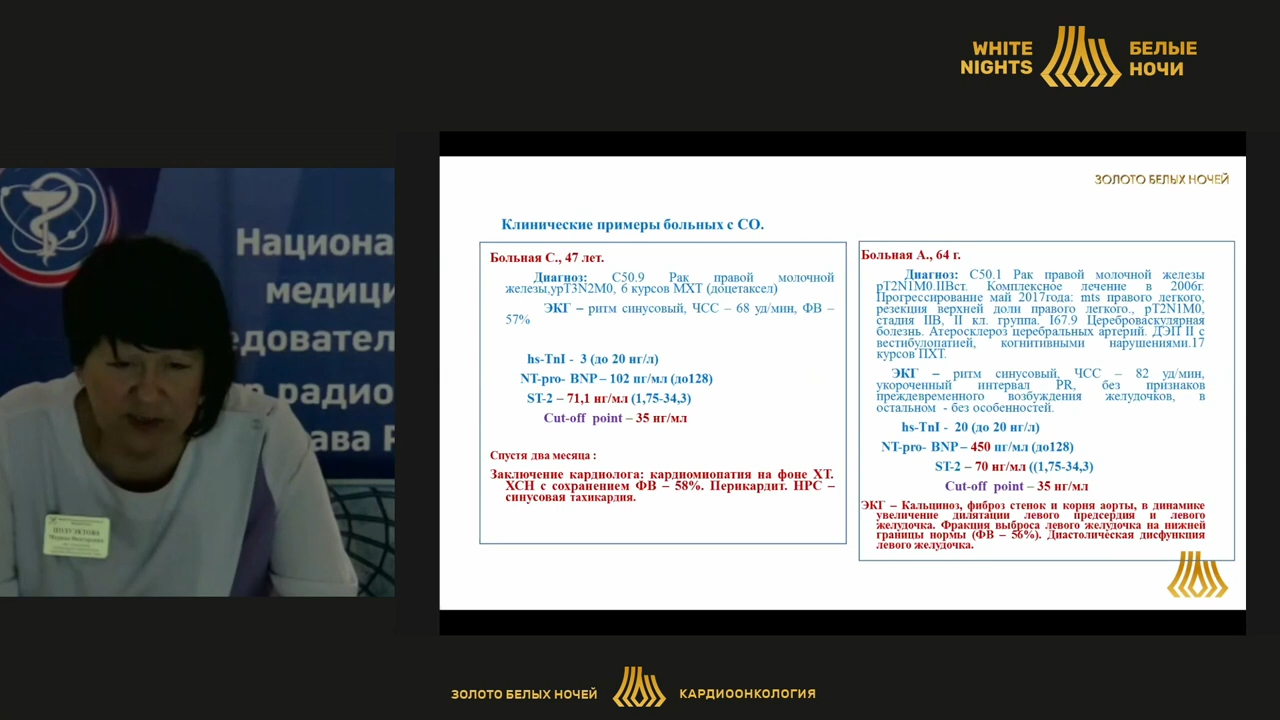 WHITE
NIGHTS
БЕЛЫЕ
НОЧИ
Национа
медици
едовател
р радио
рава Р
ЗОЛОТО БЕЛЫХ НОЧЕЙ
Клинические примеры больных с СО.
Больная С., 47 лет.
Диагноз: С50.9 Рак правой молочной
железы,урТ3N2M0, 6 курсов МХТ (доцетаксел)
ЭКГ – ритм синусовый, ЧСС – 68 уд/мин, ФВ –
57%
hs-TnI - 3 (до 20 нг/л)
NT-pro- BNP – 102 пг/мл (до128)
ST-2 – 71,1 нг/мл (1,75-34,3)
Cut-off point – 35 нг/мл
Спустя два месяца :
Заключение кардиолога: кардиомиопатия на фоне ХТ.
ХСН с сохранением ФВ – 58%. Перикардит. НРС –
синусовая тахикардия.
Больная А., 64 г.
Диагноз: С50.1 Рак правой молочной железы
рТ2N1M0.IIВст. Комплексное лечение в 2006г.
Прогрессирование май 2017года: mts правого легкого,
резекция верхней доли правого легкого., рТ2N1M0,
стадия IIВ, II кл. группа. I67.9 Цереброваскулярная
болезнь. Атеросклероз церебральных артерий. ДЭП II с
вестибулопатией, когнитивными нарушениями.17
курсов ПХТ.
ЭКГ – ритм синусовый, ЧСС – 82 уд/мин,
укороченный интервал PR, без признаков
преждевременного возбуждения желудочков, в
остальном - без особенностей.
hs-TnI - 20 (до 20 нг/л)
NT-pro- BNP – 450 пг/мл (до128)
ST-2 – 70 нг/мл ((1,75-34,3)
Cut-off point – 35 нг/мл
ЭКГ – Кальциноз, фиброз стенок и корня аорты, в динамике
увеличение дилятации левого предсердия и левого
желудочка. Фракция выброса левого желудочка на нижней
границы нормы (ФВ – 56%). Диастолическая дисфункция
левого желудочка.
ЗОЛОТО БЕЛЫХ НОЧЕЙ
КАРДИООНКОЛОГИЯ